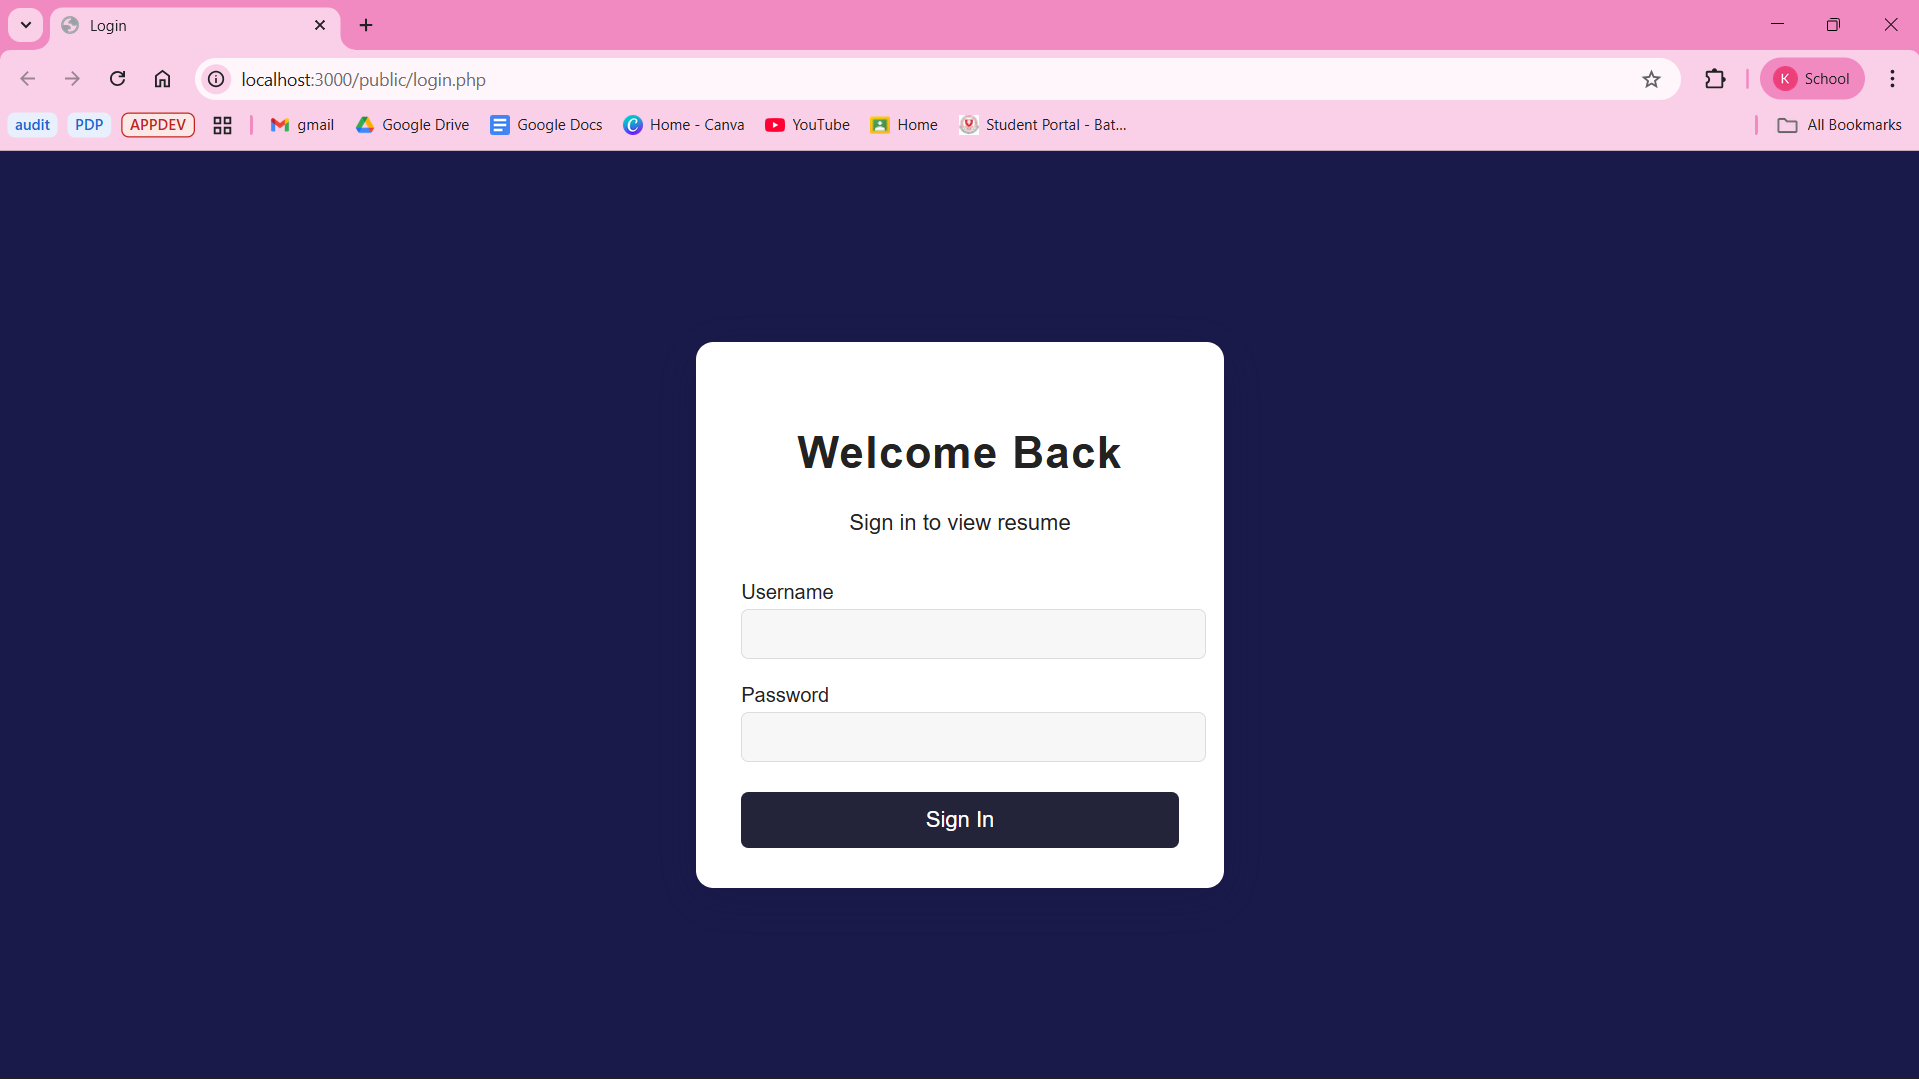 Login
localhost:3000/public/login.php
K School
audit PDP APPDEV gmail Google Drive Google Docs Home - Canva YouTube Home Student Portal - Bat... All Bookmarks
Welcome Back
Sign in to view resume
Username
Password
Sign In